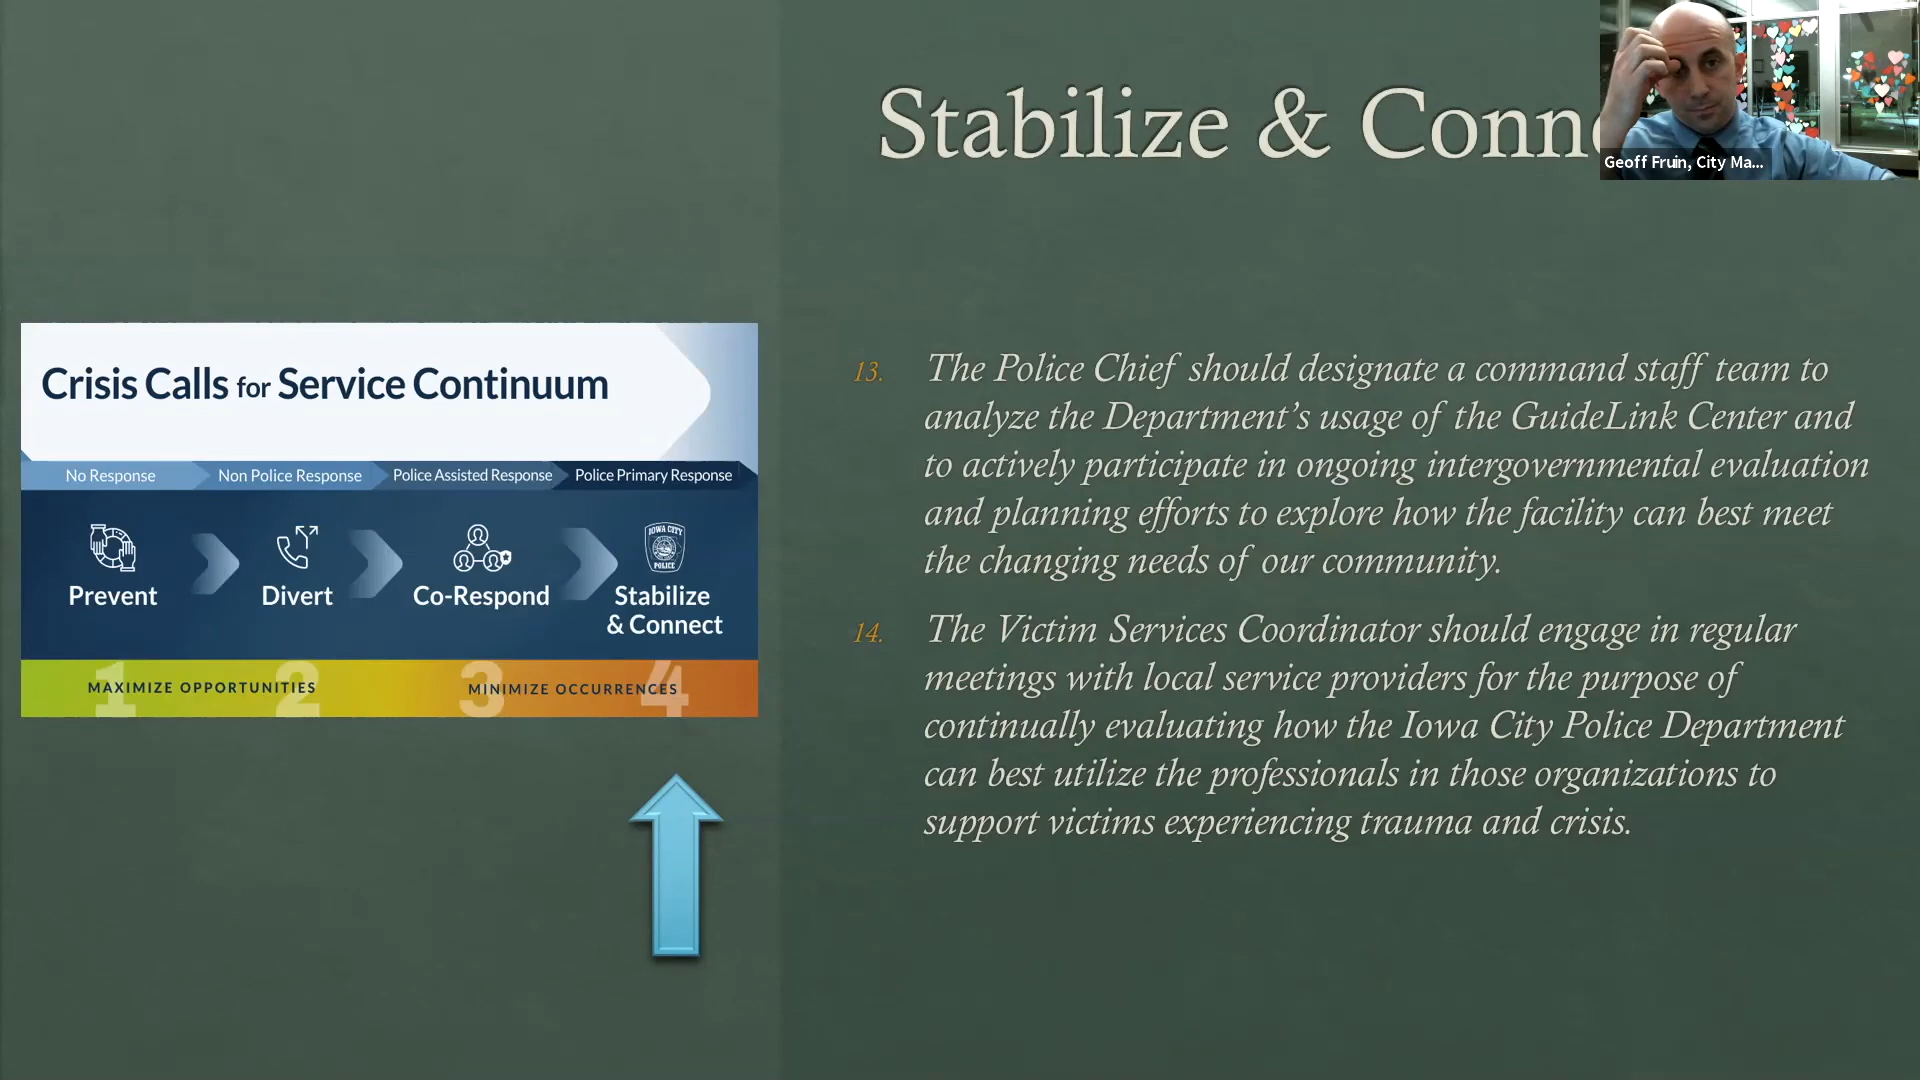 Stabilize & Conne
Geoff Fruin, City Ma...
Crisis Calls for Service Continuum
No Response
Non Police Response
Police Assisted Response
Police Primary Response
IOWA CITY
POLICE
Prevent
Divert
Co-Respond
Stabilize
& Connect
1
2
3
4
MAXIMIZE OPPORTUNITIES
MINIMIZE OCCURRENCES
13. The Police Chief should designate a command staff team to
analyze the Department's usage of the GuideLink Center and
to actively participate in ongoing intergovernmental evaluation
and planning efforts to explore how the facility can best meet
the changing needs of our community.
14. The Victim Services Coordinator should engage in regular
meetings with local service providers for the purpose of
continually evaluating how the Iowa City Police Department
can best utilize the professionals in those organizations to
support victims experiencing trauma and crisis.